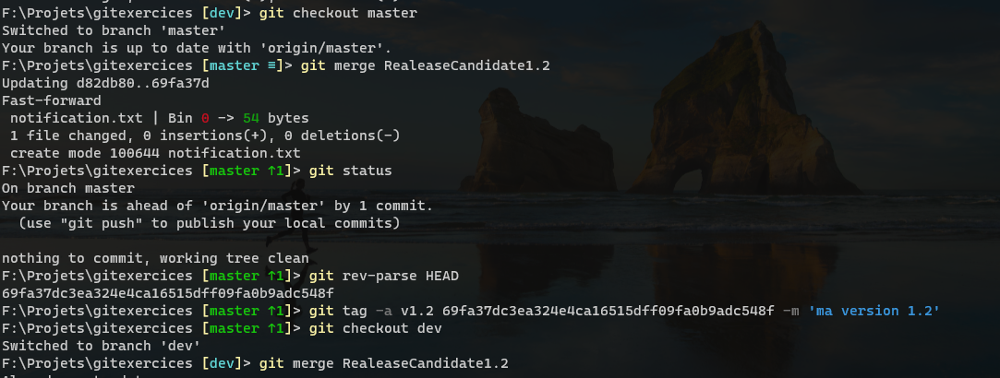 F:\Projets\gitexercices [dev]> git checkout master
Switched to branch 'master'
Your branch is up to date with 'origin/master'.
F:\Projets\gitexercices [master ≡]> git merge RealeaseCandidate1.2
Updating d82db80..69fa37d
Fast-forward
 notification.txt | Bin 0 -> 54 bytes
 1 file changed, 0 insertions(+), 0 deletions(-)
 create mode 100644 notification.txt
F:\Projets\gitexercices [master ↑1]> git status
On branch master
Your branch is ahead of 'origin/master' by 1 commit.
  (use "git push" to publish your local commits)
nothing to commit, working tree clean
F:\Projets\gitexercices [master ↑1]> git rev-parse HEAD
69fa37dc3ea324e4ca16515dff09fa0b9adc548f
F:\Projets\gitexercices [master ↑1]> git tag -a v1.2 69fa37dc3ea324e4ca16515dff09fa0b9adc548f -m 'ma version 1.2'
F:\Projets\gitexercices [master ↑1]> git checkout dev
Switched to branch 'dev'
F:\Projets\gitexercices [dev]> git merge RealeaseCandidate1.2